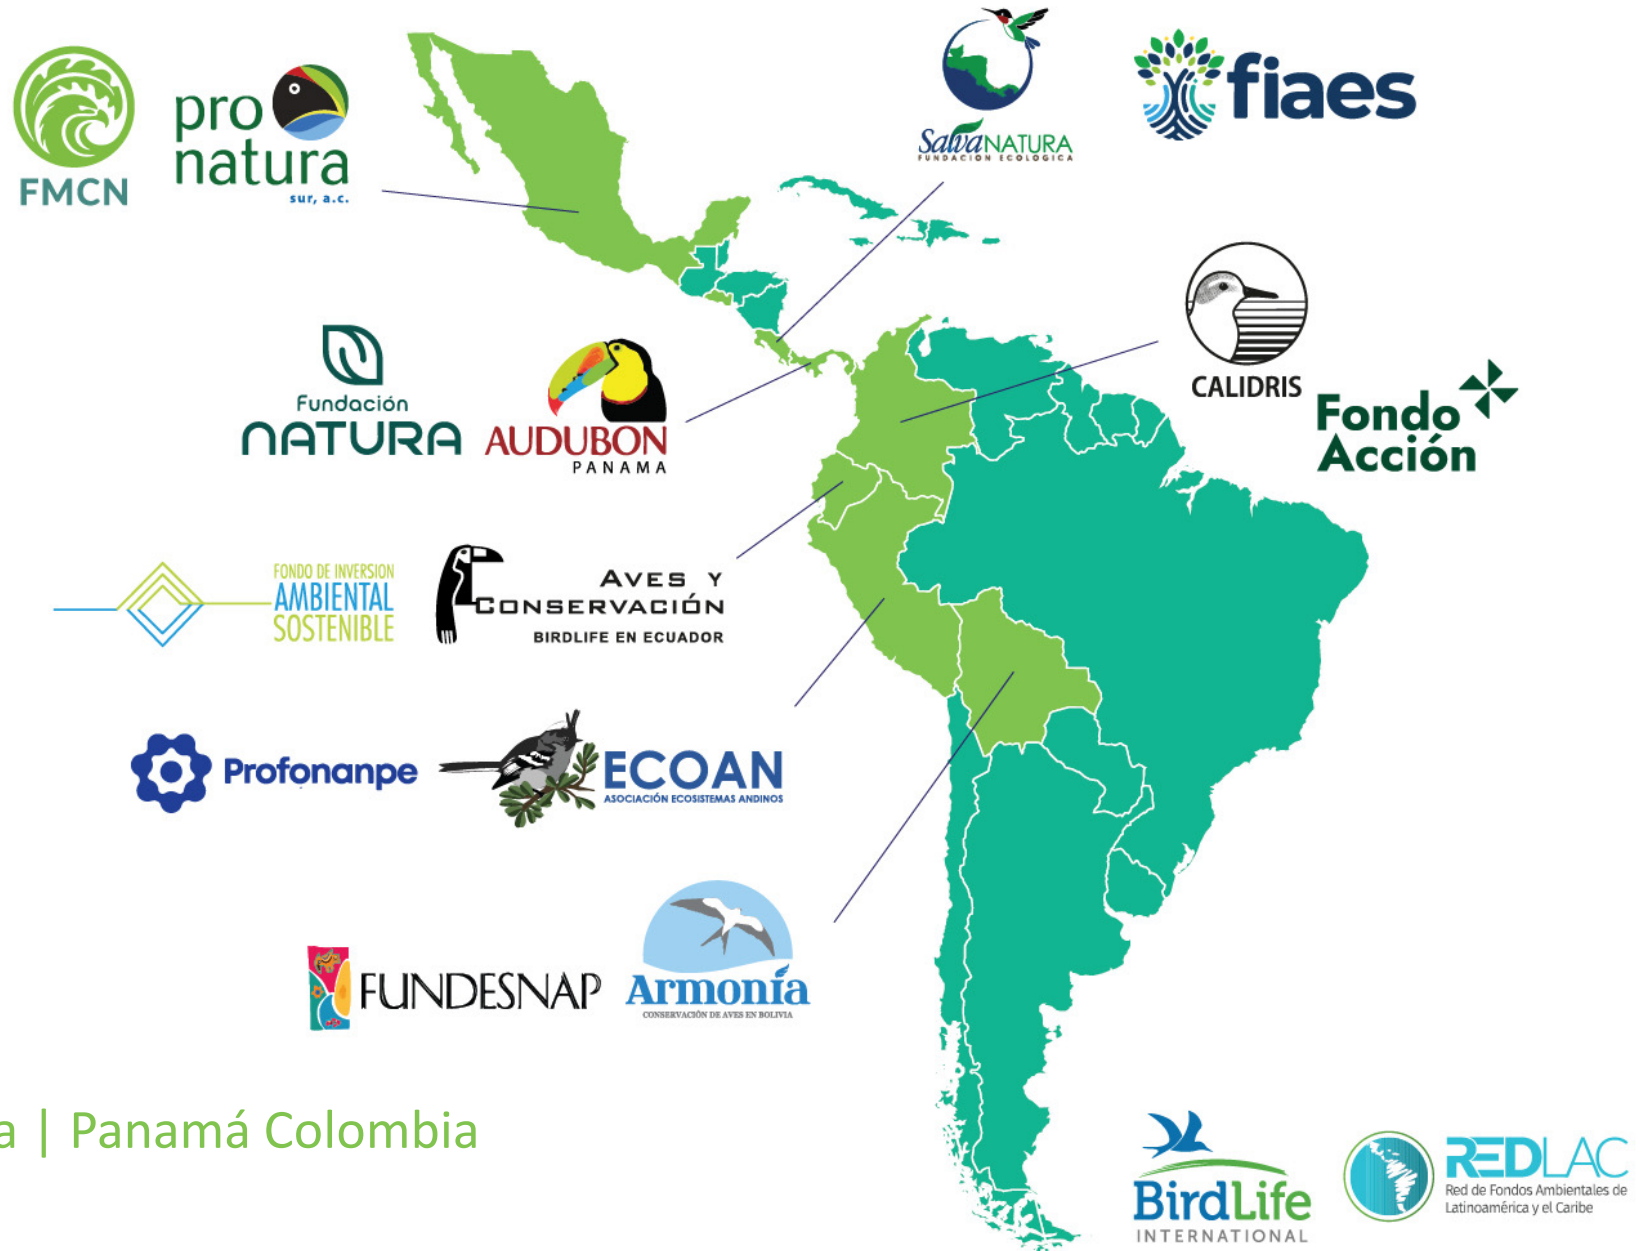 FMCN
pro
natura
sur, a.c.
SalvaNATURA
FUNDACION ECOLOGICA
fiaes
CALIDRIS
Fondo
Acción
Fundación
NATURA
AUDUBON
PANAMA
FONDO DE INVERSION
AMBIENTAL
SOSTENIBLE
AVES Y
CONSERVACIÓN
BIRDLIFE EN ECUADOR
Profonanpe
ECOAN
ASOCIACIÓN ECOSISTEMAS ANDINOS
FUNDESNAP
Armonía
CONSERVACIÓN DE AVES EN BOLIVIA
a | Panamá Colombia
BirdLife
INTERNATIONAL
REDLAC
Red de Fondos Ambientales de
Latinoamérica y el Caribe